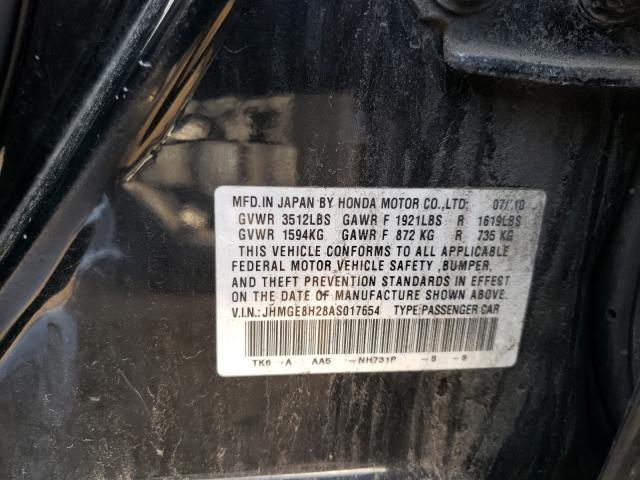 MFD.IN JAPAN BY HONDA MOTOR CO.,LTD. 07/10
GVWR 3512LBS GAWR F 1921LBS R 1619LBS
GVWR 1594KG GAWR F 872 KG R 735 KG
THIS VEHICLE CONFORMS TO ALL APPLICABLE
FEDERAL MOTOR VEHICLE SAFETY ,BUMPER,
AND THEFT PREVENTION STANDARDS IN EFFECT
ON THE DATE OF MANUFACTURE SHOWN ABOVE.
V.I.N.: JHMGE8H28AS017654 TYPE:PASSENGER CAR
TK6 -A AA5 -NH731P -8 -9